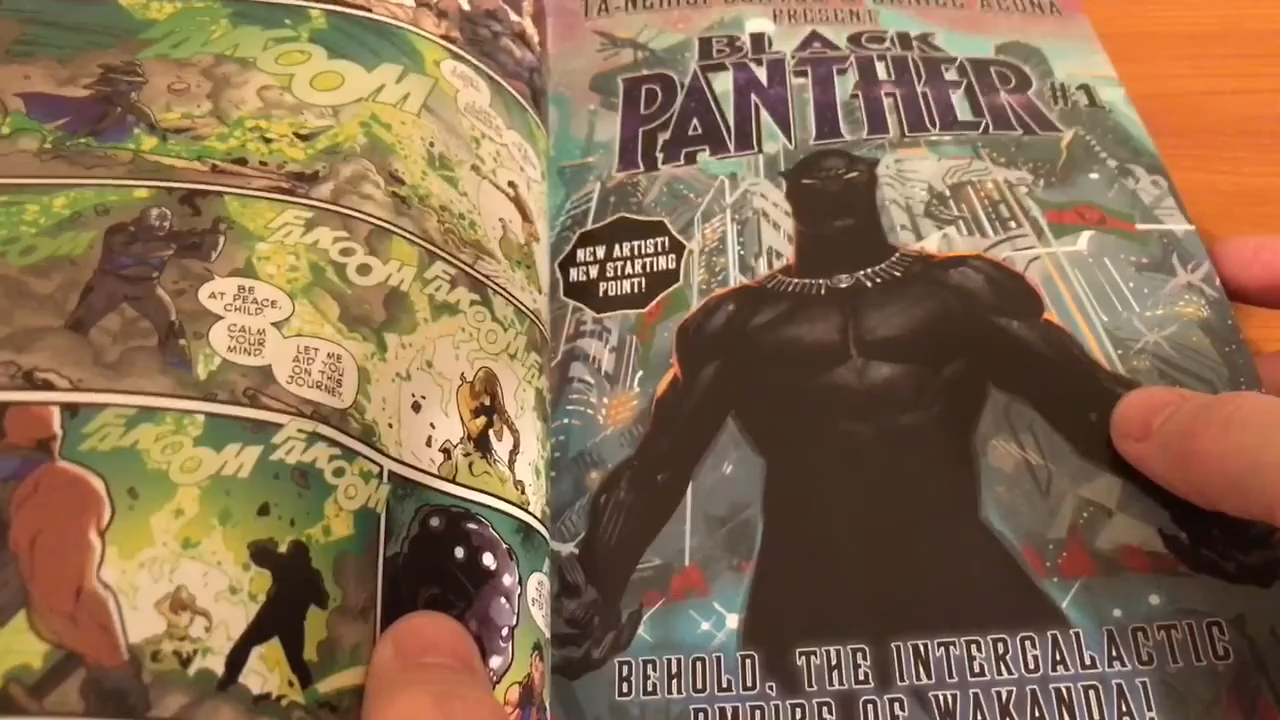 FAKOOM
BE
AT PEACE,
CHILD.
CALM
YOUR
MIND.
LET ME
AID YOU
ON THIS
JOURNEY.
FAKOOM
FAKOOM
FAKOOM
FAKOOM
PRESENT
BLACK
PANTHER #1
NEW ARTIST!
NEW STARTING
POINT!
BEHOLD, THE INTERGALACTIC
EMPIRE OF WAKANDA!